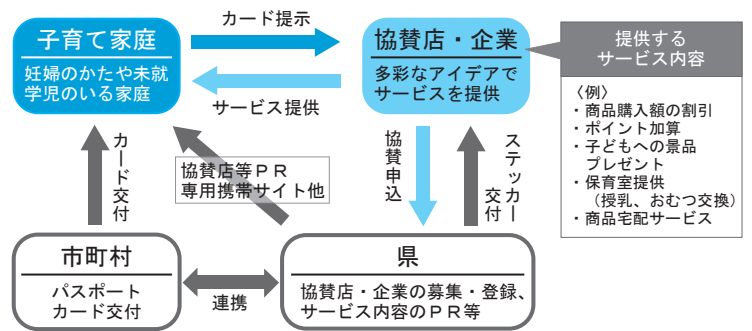 カード提示
子育て家庭
妊婦のかたや未就
学児のいる家庭
協賛店・企業
多彩なアイデアで
サービスを提供
サービス提供
提供する
サービス内容
〈例〉
・商品購入額の割引
・ポイント加算
・子どもへの景品
プレゼント
・保育室提供
（授乳、おむつ交換）
・商品宅配サービス
カード交付
協賛店等ＰＲ
専用携帯サイト他
協賛申込
ステッカー
交付
市町村
パスポート
カード交付
連携
県
協賛店・企業の募集・登録、
サービス内容のＰＲ等